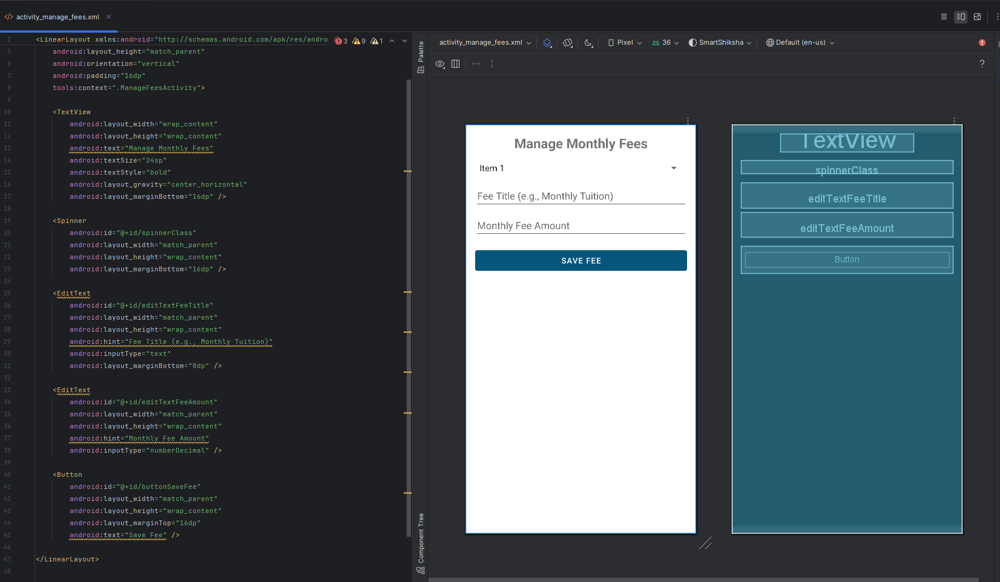 activity_manage_fees.xml
2 <LinearLayout xmlns:android="http://schemas.android.com/apk/res/andro 3 9 1
5 android:layout_height="match_parent"
6 android:orientation="vertical"
7 android:padding="16dp"
8 tools:context=".ManageFeesActivity">
9
10 <TextView
11 android:layout_width="wrap_content"
12 android:layout_height="wrap_content"
13 android:text="Manage Monthly Fees"
14 android:textSize="24sp"
15 android:textStyle="bold"
16 android:layout_gravity="center_horizontal"
17 android:layout_marginBottom="16dp" />
18
19 <Spinner
20 android:id="@+id/spinnerClass"
21 android:layout_width="match_parent"
22 android:layout_height="wrap_content"
23 android:layout_marginBottom="16dp" />
24
25 <EditText
26 android:id="@+id/editTextFeeTitle"
27 android:layout_width="match_parent"
28 android:layout_height="wrap_content"
29 android:hint="Fee Title (e.g., Monthly Tuition)"
30 android:inputType="text"
31 android:layout_marginBottom="8dp" />
32
33 <EditText
34 android:id="@+id/editTextFeeAmount"
35 android:layout_width="match_parent"
36 android:layout_height="wrap_content"
37 android:hint="Monthly Fee Amount"
38 android:inputType="numberDecimal" />
39
40 <Button
41 android:id="@+id/buttonSaveFee"
42 android:layout_width="match_parent"
43 android:layout_height="wrap_content"
44 android:layout_marginTop="16dp"
45 android:text="Save Fee" />
46
47 </LinearLayout>
48
Palette
Component Tree
activity_manage_fees.xml Pixel 36 SmartShiksha Default (en-us)
?
Manage Monthly Fees
Item 1
Fee Title (e.g., Monthly Tuition)
Monthly Fee Amount
SAVE FEE
TextView
spinnerClass
editTextFeeTitle
editTextFeeAmount
Button